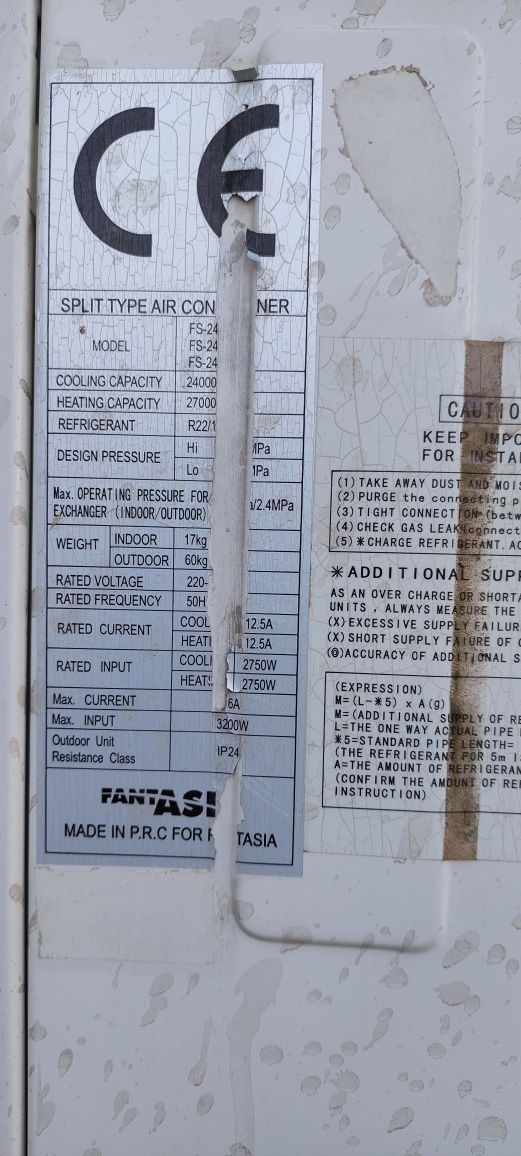 CE
SPLIT TYPE AIR CON NER
MODEL
FS-24
FS-24
FS-24
COOLING CAPACITY 24000
HEATING CAPACITY 27000
REFRIGERANT R22/1
DESIGN PRESSURE
Hi MPa
Lo MPa
Max. OPERATING PRESSURE FOR
EXCHANGER (INDOOR/OUTDOOR) a/2.4MPa
WEIGHT
INDOOR 17kg
OUTDOOR 60kg
RATED VOLTAGE 220-
RATED FREQUENCY 50H
RATED CURRENT
COOL 12.5A
HEATI 12.5A
RATED INPUT
COOLI 2750W
HEATI 2750W
Max. CURRENT 6A
Max. INPUT 3200W
Outdoor Unit
Resistance Class IP24
FANTASI
MADE IN P.R.C FOR TASIA
CAUTIO
KEEP IMPO
FOR INSTA
(1) TAKE AWAY DUST AND MOIS
(2) PURGE the connecting p
(3) TIGHT CONNECTION (betw
(4) CHECK GAS LEAK(connect
(5) *CHARGE REFRIGERANT. AC
*ADDITIONAL SUPP
AS AN OVER CHARGE OR SHORTA
UNITS, ALWAYS MEASURE THE
(X) EXCESSIVE SUPPLY FAILUR
(X) SHORT SUPPLY FAIURE OF
(◎) ACCURACY OF ADDITIONAL S
(EXPRESSION)
M=(L-*5) x A(g)
M=(ADDITIONAL SUPPLY OF RE
L=THE ONE WAY ACTUAL PIPE
*5=STANDARD PIPE LENGTH=
(THE REFRIGERANT FOR 5m I
A=THE AMOUNT OF REFRIGERAN
(CONFIRM THE AMOUNT OF REF
INSTRUCTION)